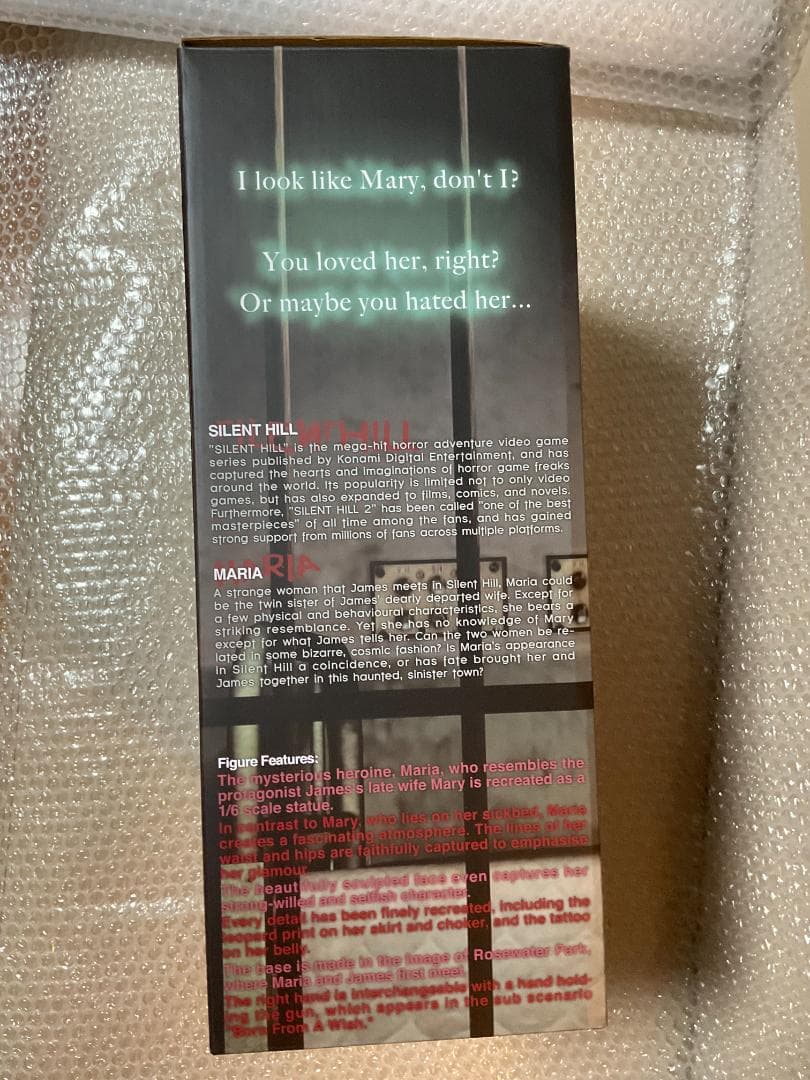 I look like Mary, don't I?
You loved her, right?
Or maybe you hated her...
SILENT HILL
SILENT HILL
"SILENT HILL" is the mega-hit horror adventure video game
series published by Konami Digital Entertainment, and has
captured the hearts and imaginations of horror game freaks
around the world. Its popularity is limited not to only video
games, but has also expanded to films, comics, and novels.
Furthermore, "SILENT HILL 2" has been called "one of the best
masterpieces" of all time among the fans, and has gained
strong support from millions of fans across multiple platforms.
MARIA
MARIA
A strange woman that James meets in Silent Hill, Maria could
be the twin sister of James' dearly departed wife. Except for
a few physical and behavioural characteristics, she bears a
striking resemblance. Yet she has no knowledge of Mary
except for what James tells her. Can the two women be re-
lated in some bizarre, cosmic fashion? Is Maria's appearance
in Silent Hill a coincidence, or has fate brought her and
James together in this haunted, sinister town?
Figure Features:
The mysterious heroine, Maria, who resembles the
protagonist James's late wife Mary is recreated as a
1/6 scale statue.
In contrast to Mary, who lies on her sickbed, Maria
creates a fascinating atmosphere. The lines of her
waist and hips are faithfully captured to emphasise
her glamour.
The beautifully sculpted face even captures her
strong-willed and selfish character.
Every detail has been finely recreated, including the
leopard print on her skirt and choker, and the tattoo
on her belly.
The base is made in the image of Rosewater Park,
where Maria and James first meet.
The right hand is interchangeable with a hand hold-
ing the gun, which appears in the sub scenario
"Born From A Wish."